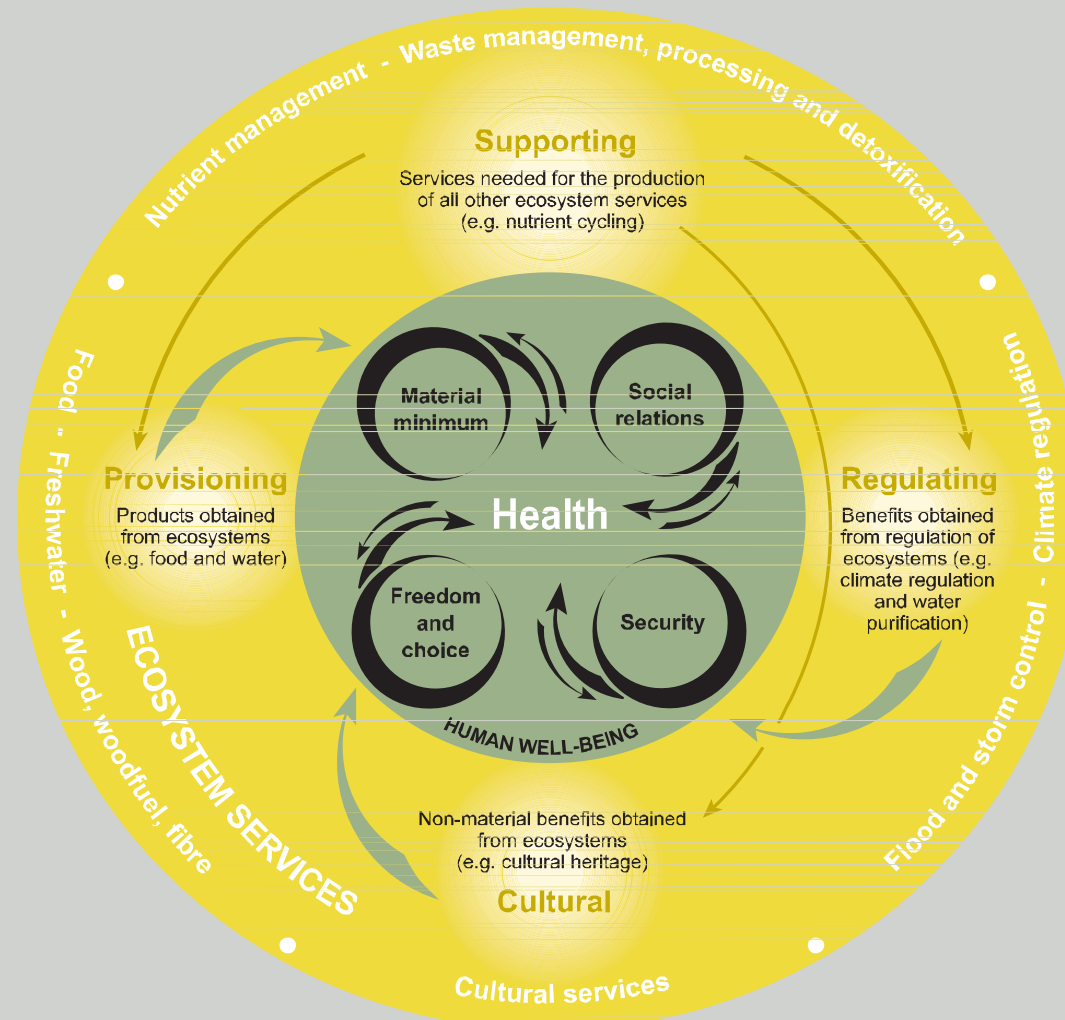 Nutrient management - Waste management, processing and detoxification
Supporting
Services needed for the production
of all other ecosystem services
(e.g. nutrient cycling)
Food - Freshwater - Wood, woodfuel, fibre
Flood and storm control - Climate regulation
Material
minimum
Social
relations
Provisioning
Products obtained
from ecosystems
(e.g. food and water)
Health
Regulating
Benefits obtained
from regulation of
ecosystems (e.g.
climate regulation
and water
purification)
Freedom
and
choice
Security
HUMAN WELL-BEING
ECOSYSTEM SERVICES
Non-material benefits obtained
from ecosystems
(e.g. cultural heritage)
Cultural
Cultural services